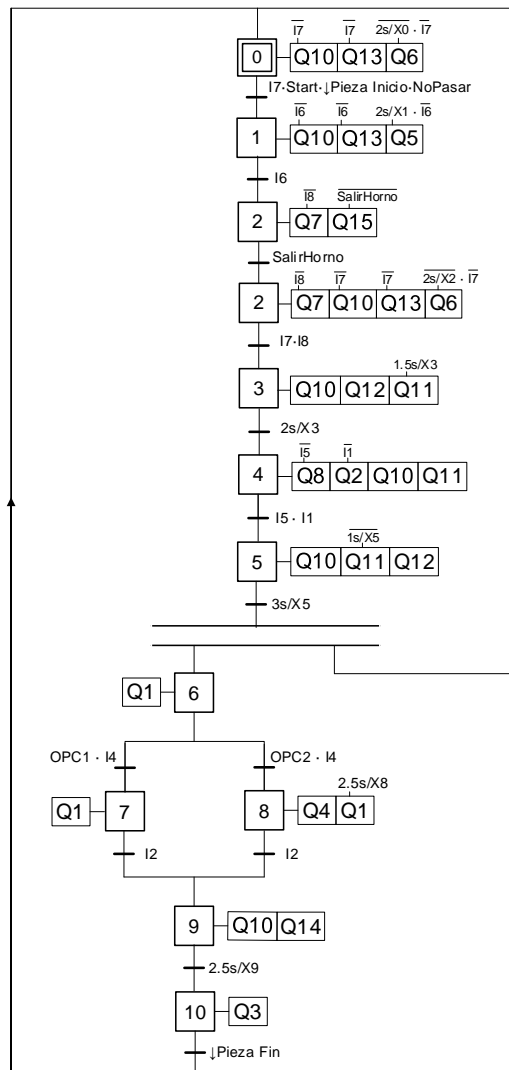 I7 I7 2s/X0 · I7
0 Q10 Q13 Q6
I7·Start·↓Pieza Inicio·NoPasar
I6 I6 2s/X1 · I6
1 Q10 Q13 Q5
I6
I8 SalirHorno
2 Q7 Q15
SalirHorno
I8 I7 I7 2s/X2 · I7
2 Q7 Q10 Q13 Q6
I7·I8
1.5s/X3
3 Q10 Q12 Q11
2s/X3
I5 I1
4 Q8 Q2 Q10 Q11
I5 · I1
1s/X5
5 Q10 Q11 Q12
3s/X5
Q1 6
OPC1 · I4 OPC2 · I4
2.5s/X8
Q1 7 8 Q4 Q1
I2 I2
9 Q10 Q14
2.5s/X9
10 Q3
↓Pieza Fin